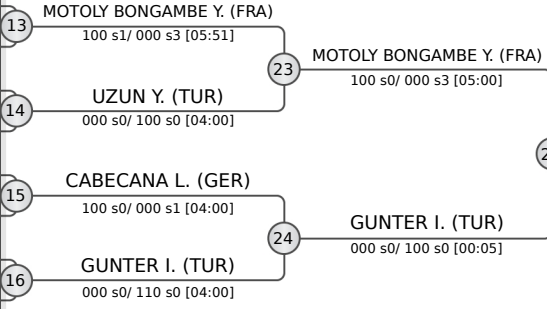 13
MOTOLY BONGAMBE Y. (FRA)
100 s1/ 000 s3 [05:51]
23
MOTOLY BONGAMBE Y. (FRA)
100 s0/ 000 s3 [05:00]
14
UZUN Y. (TUR)
000 s0/ 100 s0 [04:00]
15
CABECANA L. (GER)
100 s0/ 000 s1 [04:00]
24
GUNTER I. (TUR)
000 s0/ 100 s0 [00:05]
16
GUNTER I. (TUR)
000 s0/ 110 s0 [04:00]